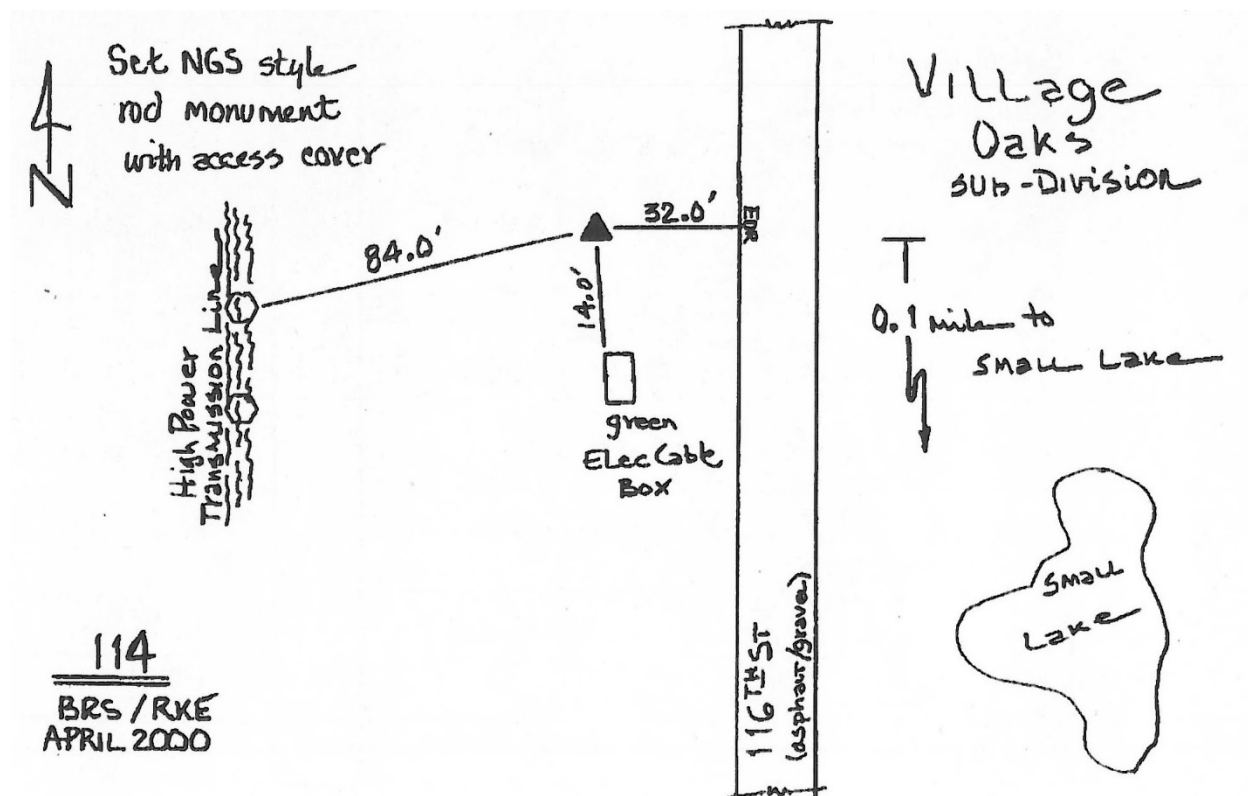 Set NGS style
rod monument
with access cover
N
Village
Oaks
SUB-DIVISION
32.0'
EDR
84.0'
14.0'
0.1 mile to
small Lake
High Power
Transmission Line
green
Elec Cable
Box
small
Lake
116TH ST
(asphalt/gravel)
114
BRS / RKE
APRIL 2000